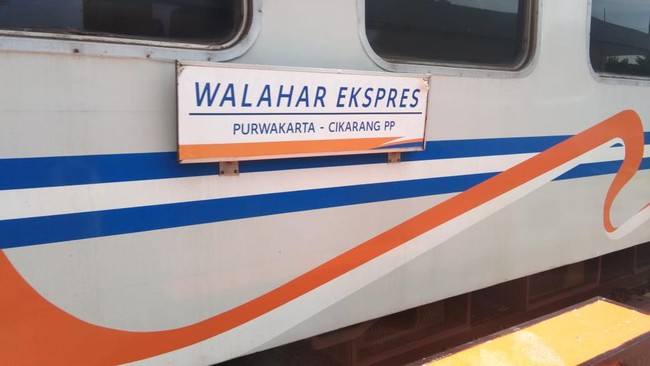 WALAHAR EKSPRES
PURWAKARTA - CIKARANG PP